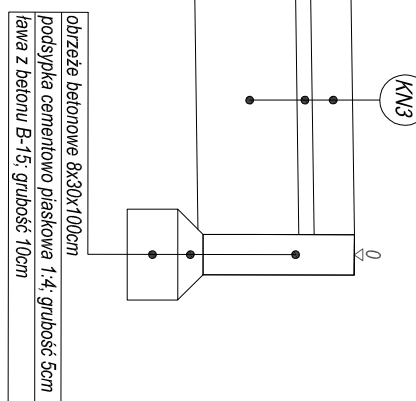 KN3
0
obrzeże betonowe 8x30x100cm
podsypka cementowo piaskowa 1:4; grubość 5cm
ława z betonu B-15; grubość 10cm